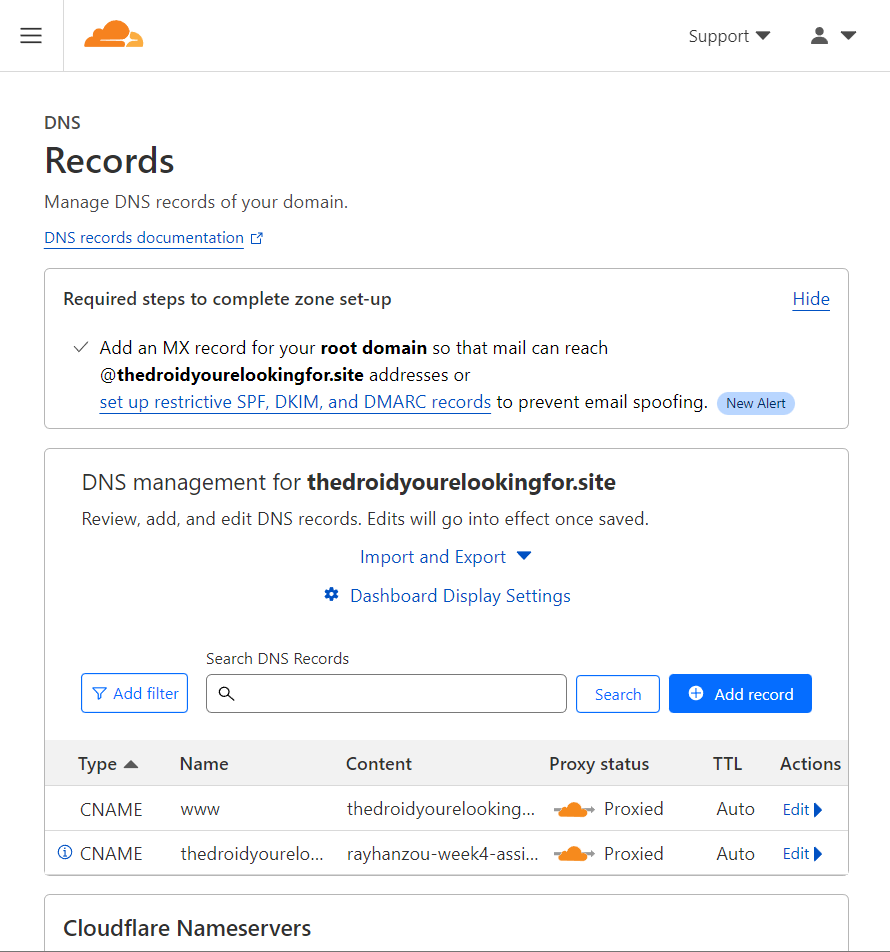 Support
DNS
Records
Manage DNS records of your domain.
DNS records documentation
Required steps to complete zone set-up
Hide
Add an MX record for your root domain so that mail can reach
@thedroidyourelookingfor.site addresses or
set up restrictive SPF, DKIM, and DMARC records to prevent email spoofing. New Alert
DNS management for thedroidyourelookingfor.site
Review, add, and edit DNS records. Edits will go into effect once saved.
Import and Export
Dashboard Display Settings
Search DNS Records
Add filter Search Add record
Type Name Content Proxy status TTL Actions
CNAME www thedroidyourelooking... Proxied Auto Edit
CNAME thedroidyourelo... rayhanzou-week4-assi... Proxied Auto Edit
Cloudflare Nameservers